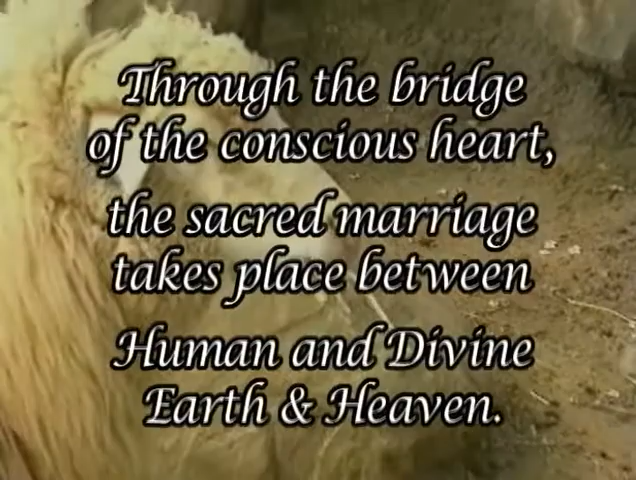 Through the bridge
of the conscious heart,
the sacred marriage
takes place between
Human and Divine
Earth & Heaven.